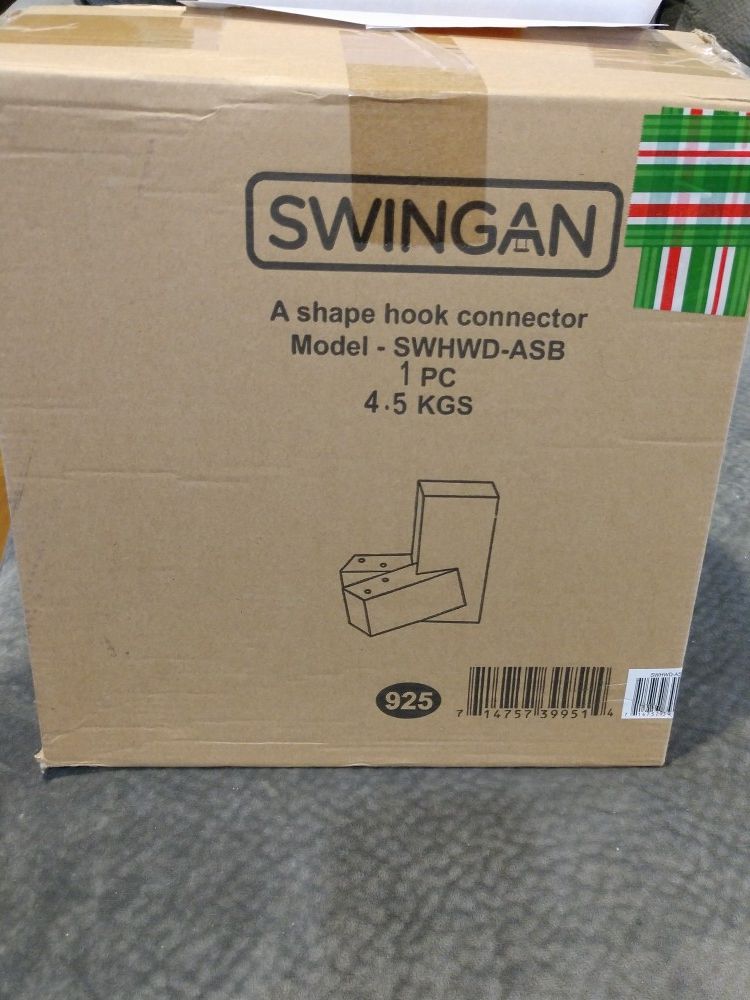 SWINGAN
A shape hook connector
Model - SWHWD-ASB
1 PC
4.5 KGS
925
7 14757 39951 4